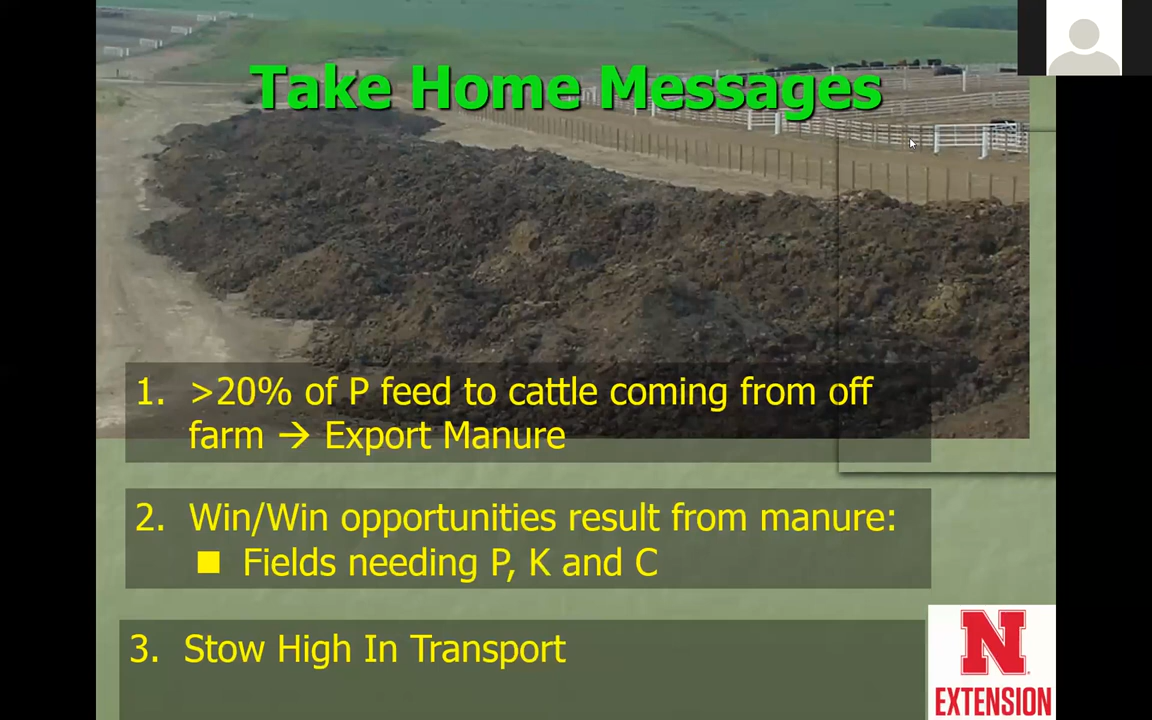 Take Home Messages
1. >20% of P feed to cattle coming from off
farm → Export Manure
2. Win/Win opportunities result from manure:
■ Fields needing P, K and C
3. Stow High In Transport
N
EXTENSION